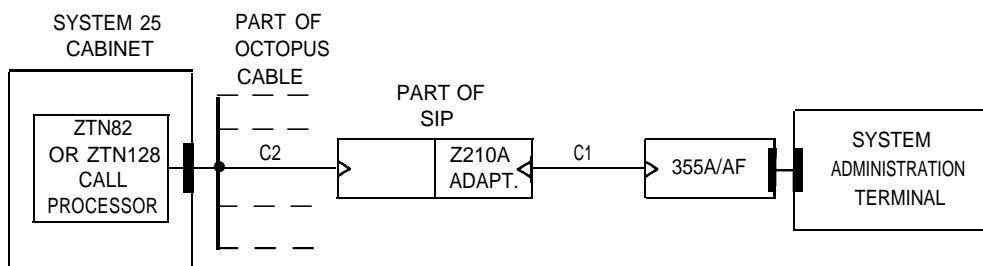 SYSTEM 25
CABINET
PART OF
OCTOPUS
CABLE
PART OF
SIP
ZTN82
OR ZTN128
CALL
PROCESSOR
C2
Z210A
ADAPT.
C1
355A/AF
SYSTEM
ADMINISTRATION
TERMINAL